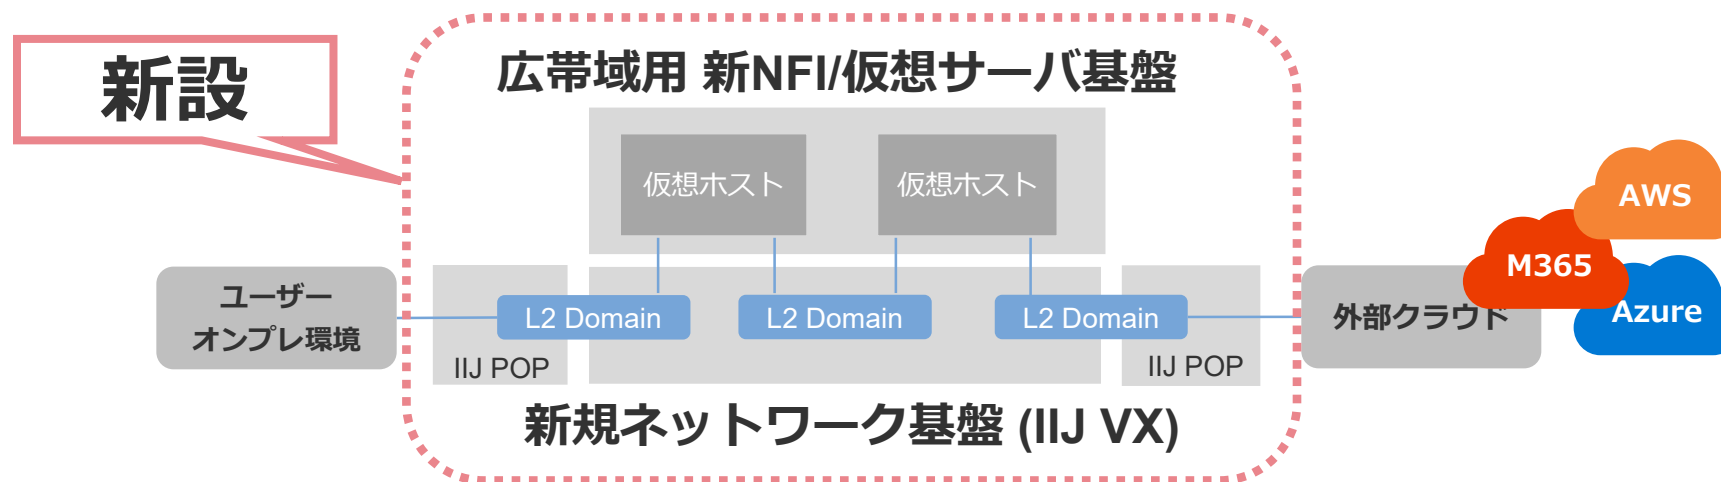 新設
広帯域用 新NFI/仮想サーバ基盤
仮想ホスト
仮想ホスト
ユーザー
オンプレ環境
L2 Domain
L2 Domain
L2 Domain
IIJ POP
IIJ POP
外部クラウド
AWS
M365
Azure
新規ネットワーク基盤 (IIJ VX)